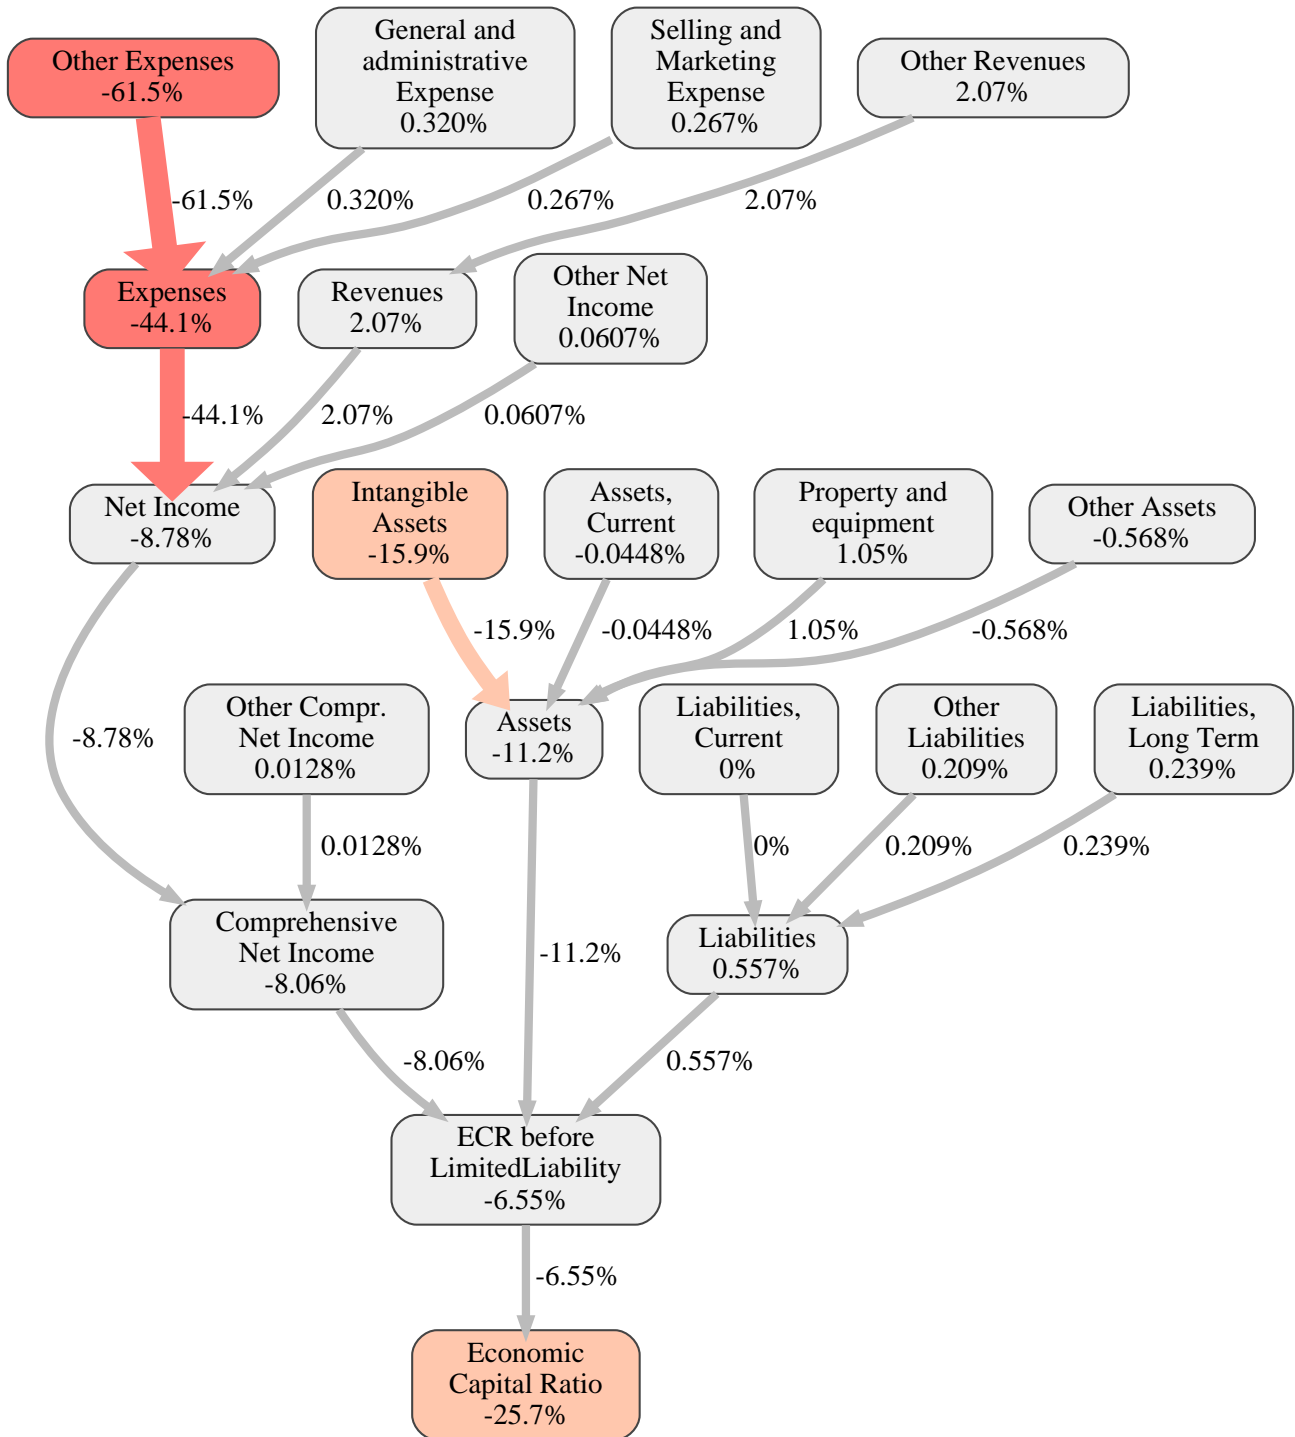 Other Expenses
-61.5%
General and
administrative
Expense
0.320%
Selling and
Marketing
Expense
0.267%
Other Revenues
2.07%
-61.5%
0.320%
0.267%
2.07%
Expenses
-44.1%
Revenues
2.07%
Other Net
Income
0.0607%
-44.1%
2.07%
0.0607%
Net Income
-8.78%
Intangible
Assets
-15.9%
Assets,
Current
-0.0448%
Property and
equipment
1.05%
Other Assets
-0.568%
-15.9%
-0.0448%
1.05%
-0.568%
-8.78%
Other Compr.
Net Income
0.0128%
Assets
-11.2%
Liabilities,
Current
0%
Other
Liabilities
0.209%
Liabilities,
Long Term
0.239%
0.0128%
0%
0.209%
0.239%
Comprehensive
Net Income
-8.06%
-11.2%
Liabilities
0.557%
-8.06%
0.557%
ECR before
LimitedLiability
-6.55%
-6.55%
Economic
Capital Ratio
-25.7%